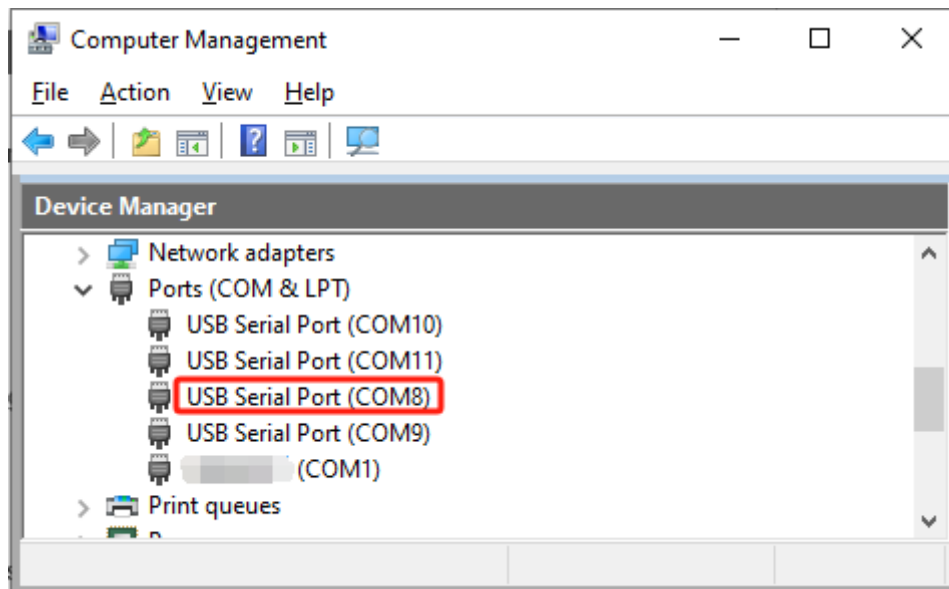 Computer Management
File Action View Help
Device Manager
Network adapters
Ports (COM & LPT)
USB Serial Port (COM10)
USB Serial Port (COM11)
USB Serial Port (COM8)
USB Serial Port (COM9)
(COM1)
Print queues